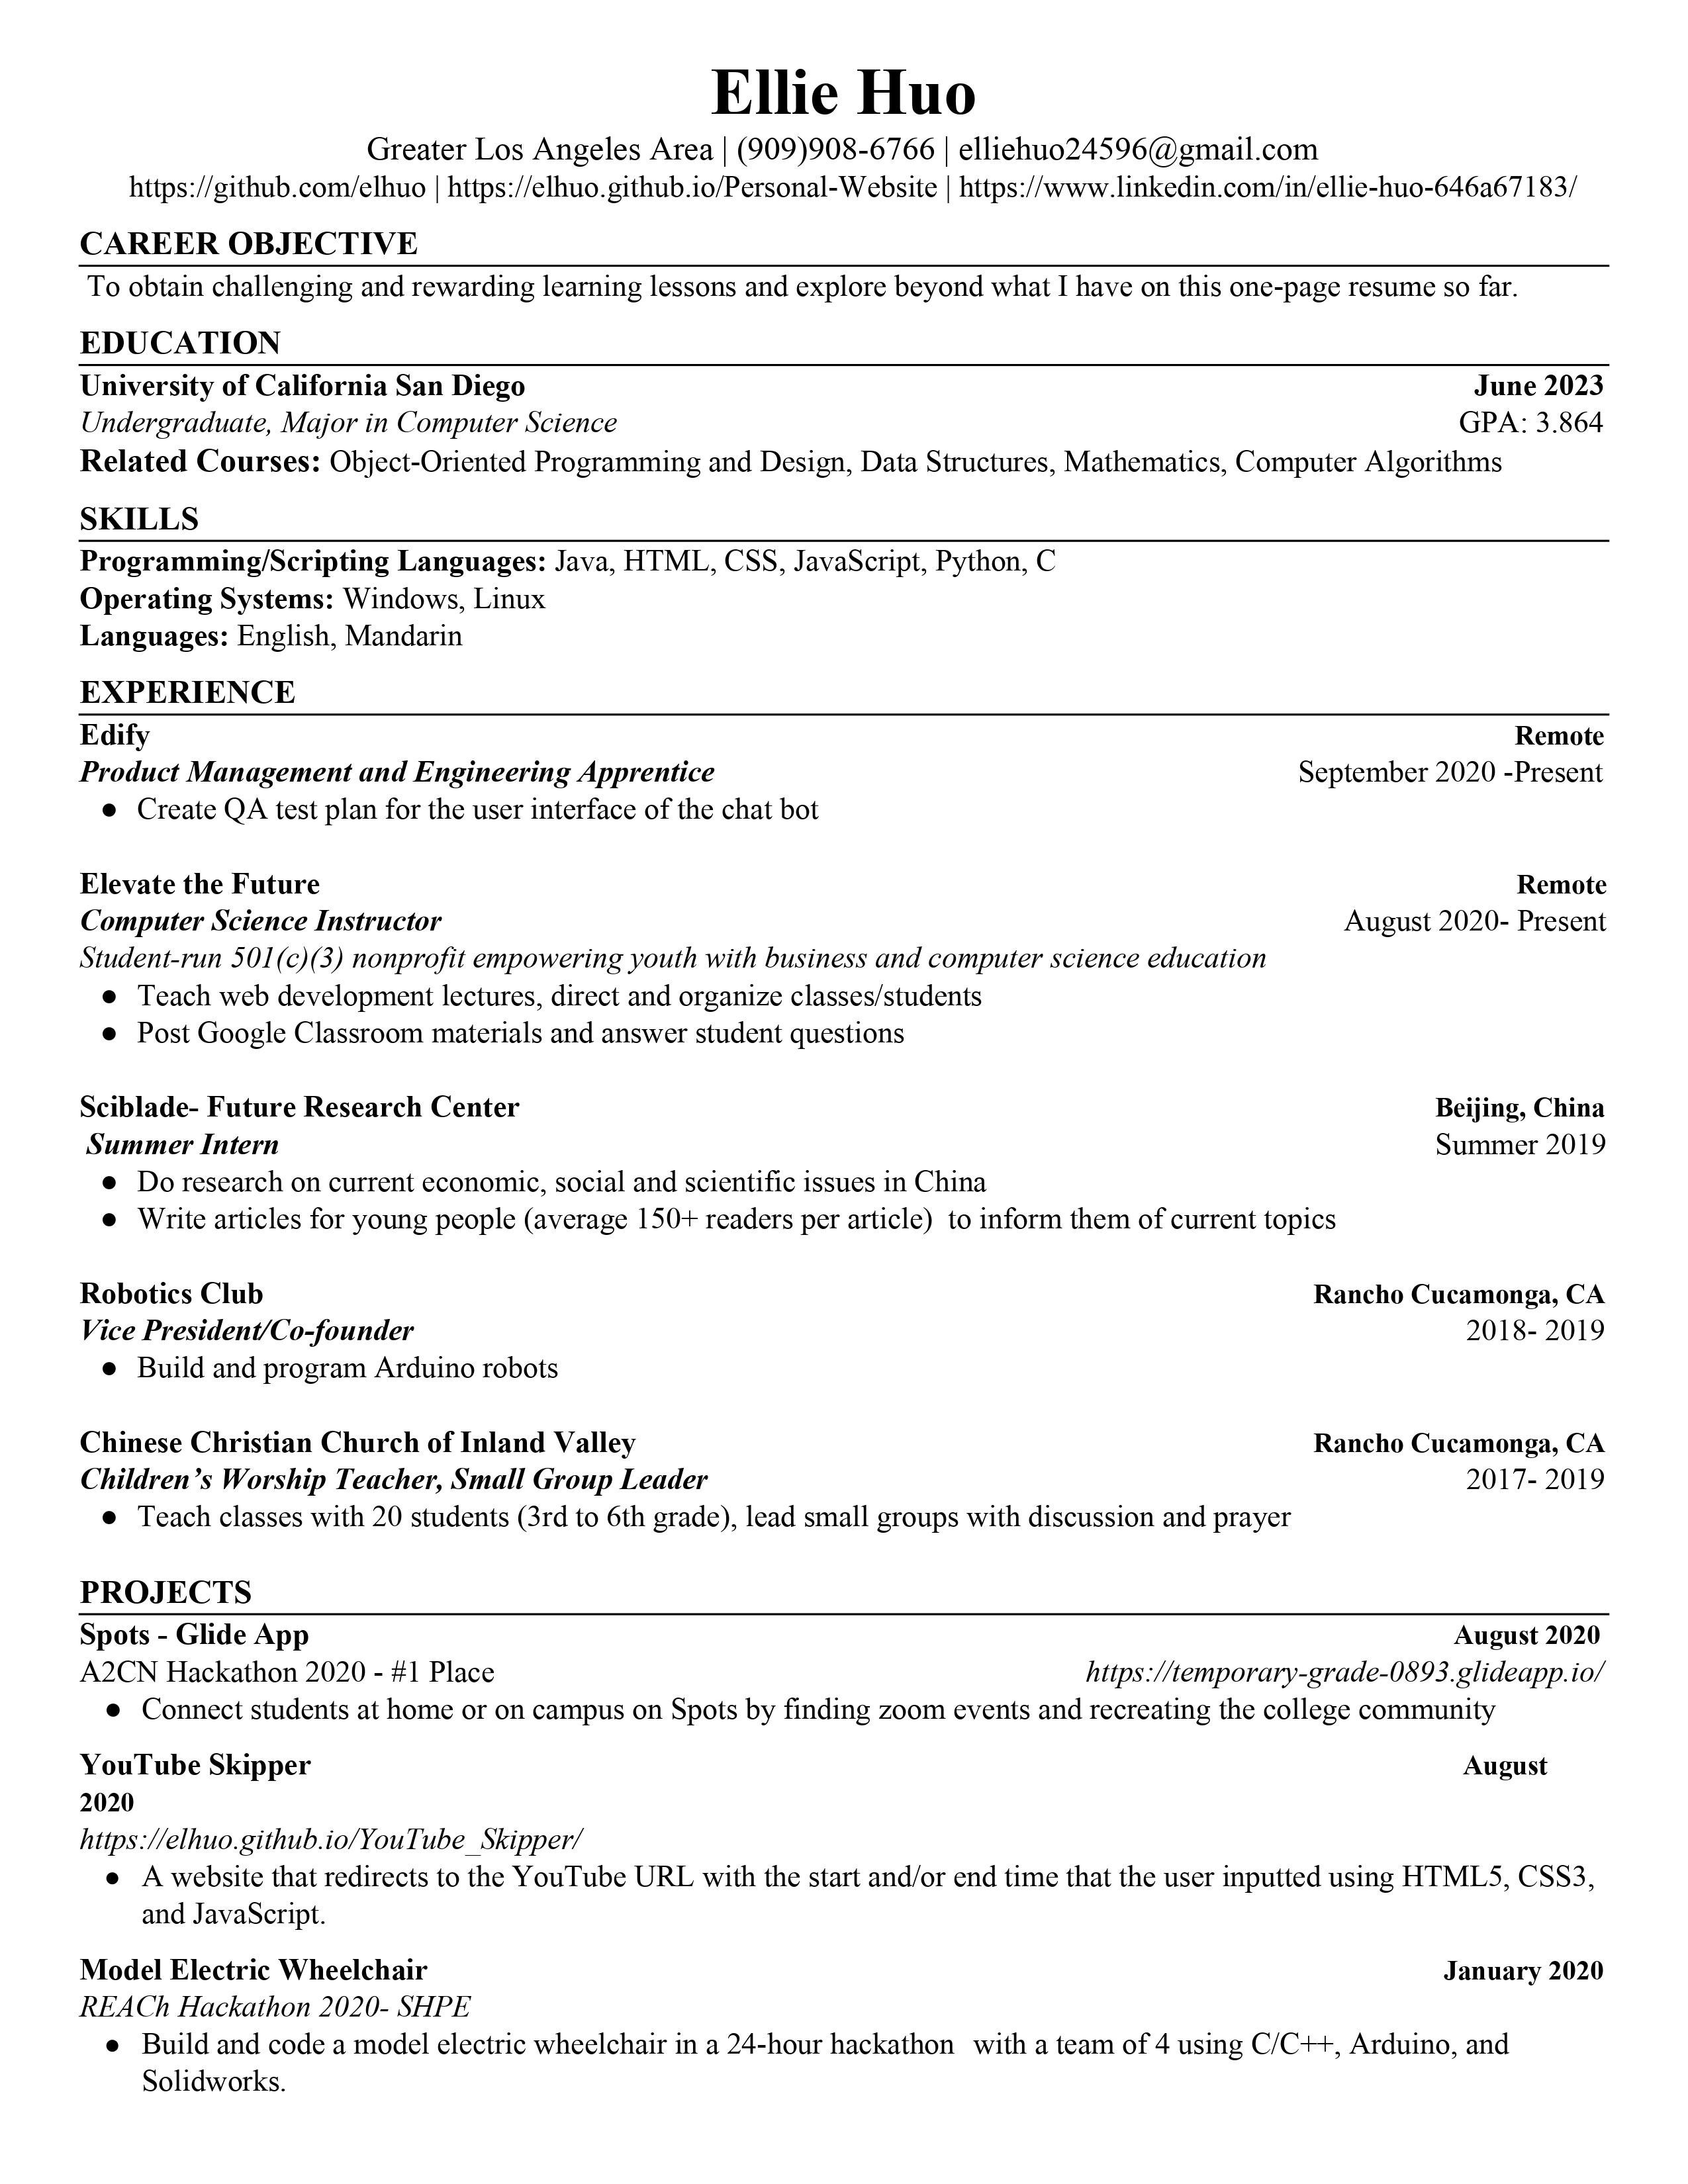 Ellie Huo
Greater Los Angeles Area | (909)908-6766 | elliehuo24596@gmail.com
https://github.com/elhuo | https://elhuo.github.io/Personal-Website | https://www.linkedin.com/in/ellie-huo-646a67183/
CAREER OBJECTIVE
To obtain challenging and rewarding learning lessons and explore beyond what I have on this one-page resume so far.
EDUCATION
University of California San Diego June 2023
Undergraduate, Major in Computer Science GPA: 3.864
Related Courses: Object-Oriented Programming and Design, Data Structures, Mathematics, Computer Algorithms
SKILLS
Programming/Scripting Languages: Java, HTML, CSS, JavaScript, Python, C
Operating Systems: Windows, Linux
Languages: English, Mandarin
EXPERIENCE
Edify Remote
Product Management and Engineering Apprentice September 2020 -Present
● Create QA test plan for the user interface of the chat bot
Elevate the Future Remote
Computer Science Instructor August 2020- Present
Student-run 501(c)(3) nonprofit empowering youth with business and computer science education
● Teach web development lectures, direct and organize classes/students
● Post Google Classroom materials and answer student questions
Sciblade- Future Research Center Beijing, China
Summer Intern Summer 2019
● Do research on current economic, social and scientific issues in China
● Write articles for young people (average 150+ readers per article) to inform them of current topics
Robotics Club Rancho Cucamonga, CA
Vice President/Co-founder 2018- 2019
● Build and program Arduino robots
Chinese Christian Church of Inland Valley Rancho Cucamonga, CA
Children’s Worship Teacher, Small Group Leader 2017- 2019
● Teach classes with 20 students (3rd to 6th grade), lead small groups with discussion and prayer
PROJECTS
Spots - Glide App August 2020
A2CN Hackathon 2020 - #1 Place https://temporary-grade-0893.glideapp.io/
● Connect students at home or on campus on Spots by finding zoom events and recreating the college community
YouTube Skipper August
2020
https://elhuo.github.io/YouTube_Skipper/
● A website that redirects to the YouTube URL with the start and/or end time that the user inputted using HTML5, CSS3,
and JavaScript.
Model Electric Wheelchair January 2020
REACh Hackathon 2020- SHPE
● Build and code a model electric wheelchair in a 24-hour hackathon with a team of 4 using C/C++, Arduino, and
Solidworks.